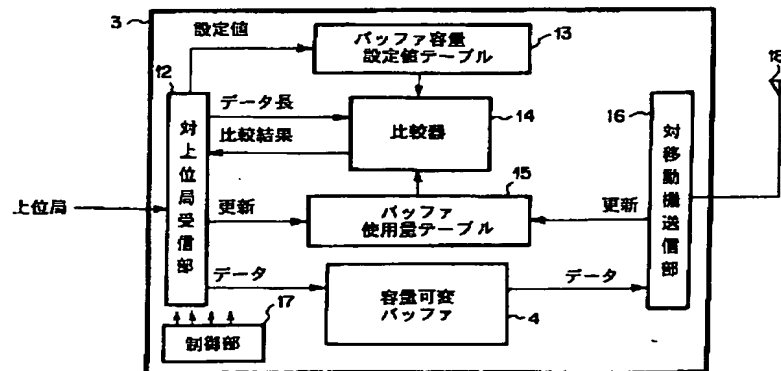 3
設定値
バッファ容量
設定値テーブル
13
12
対上位局受信部
データ長
比較結果
比較器
14
16
対移動機送信部
18
上位局
更新
バッファ
使用量テーブル
15
更新
データ
容量可変
バッファ
4
データ
制御部
17